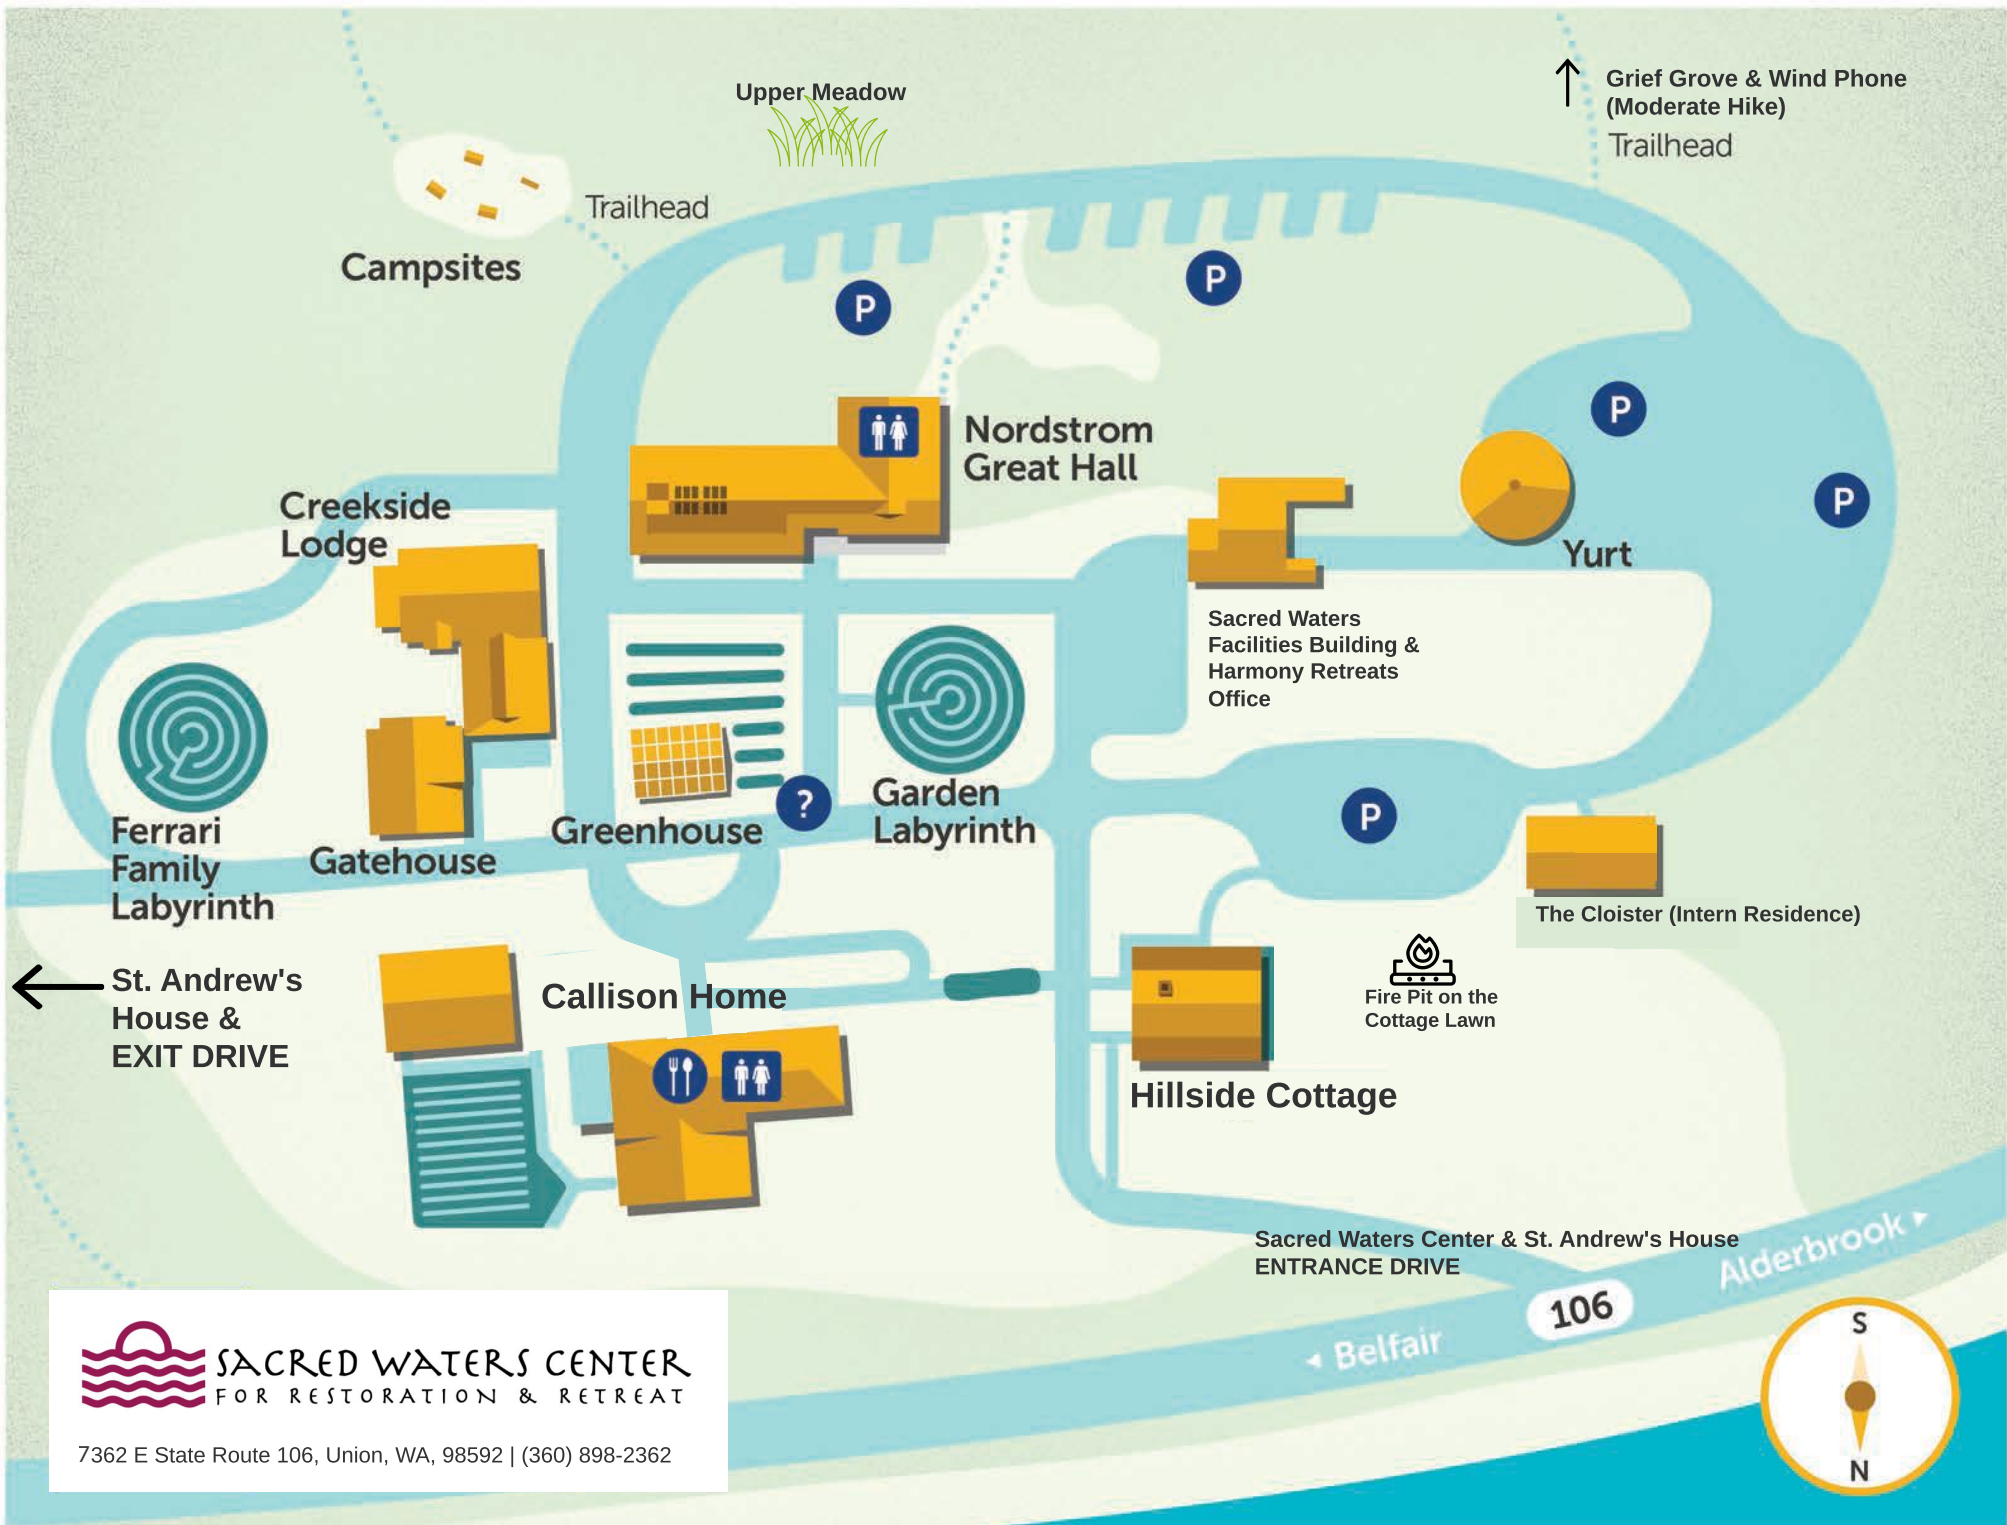 Upper Meadow
Grief Grove & Wind Phone
(Moderate Hike)
Trailhead
Trailhead
Campsites
P
P
P
P
Nordstrom
Great Hall
Creekside
Lodge
Yurt
Sacred Waters
Facilities Building &
Harmony Retreats
Office
Garden
Labyrinth
?
Greenhouse
P
Ferrari
Family
Labyrinth
Gatehouse
The Cloister (Intern Residence)
St. Andrew's
House &
EXIT DRIVE
Callison Home
Fire Pit on the
Cottage Lawn
Hillside Cottage
Sacred Waters Center & St. Andrew's House
ENTRANCE DRIVE
Alderbrook ▸
106
◂ Belfair
S
N
SACRED WATERS CENTER
FOR RESTORATION & RETREAT
7362 E State Route 106, Union, WA, 98592 | (360) 898-2362